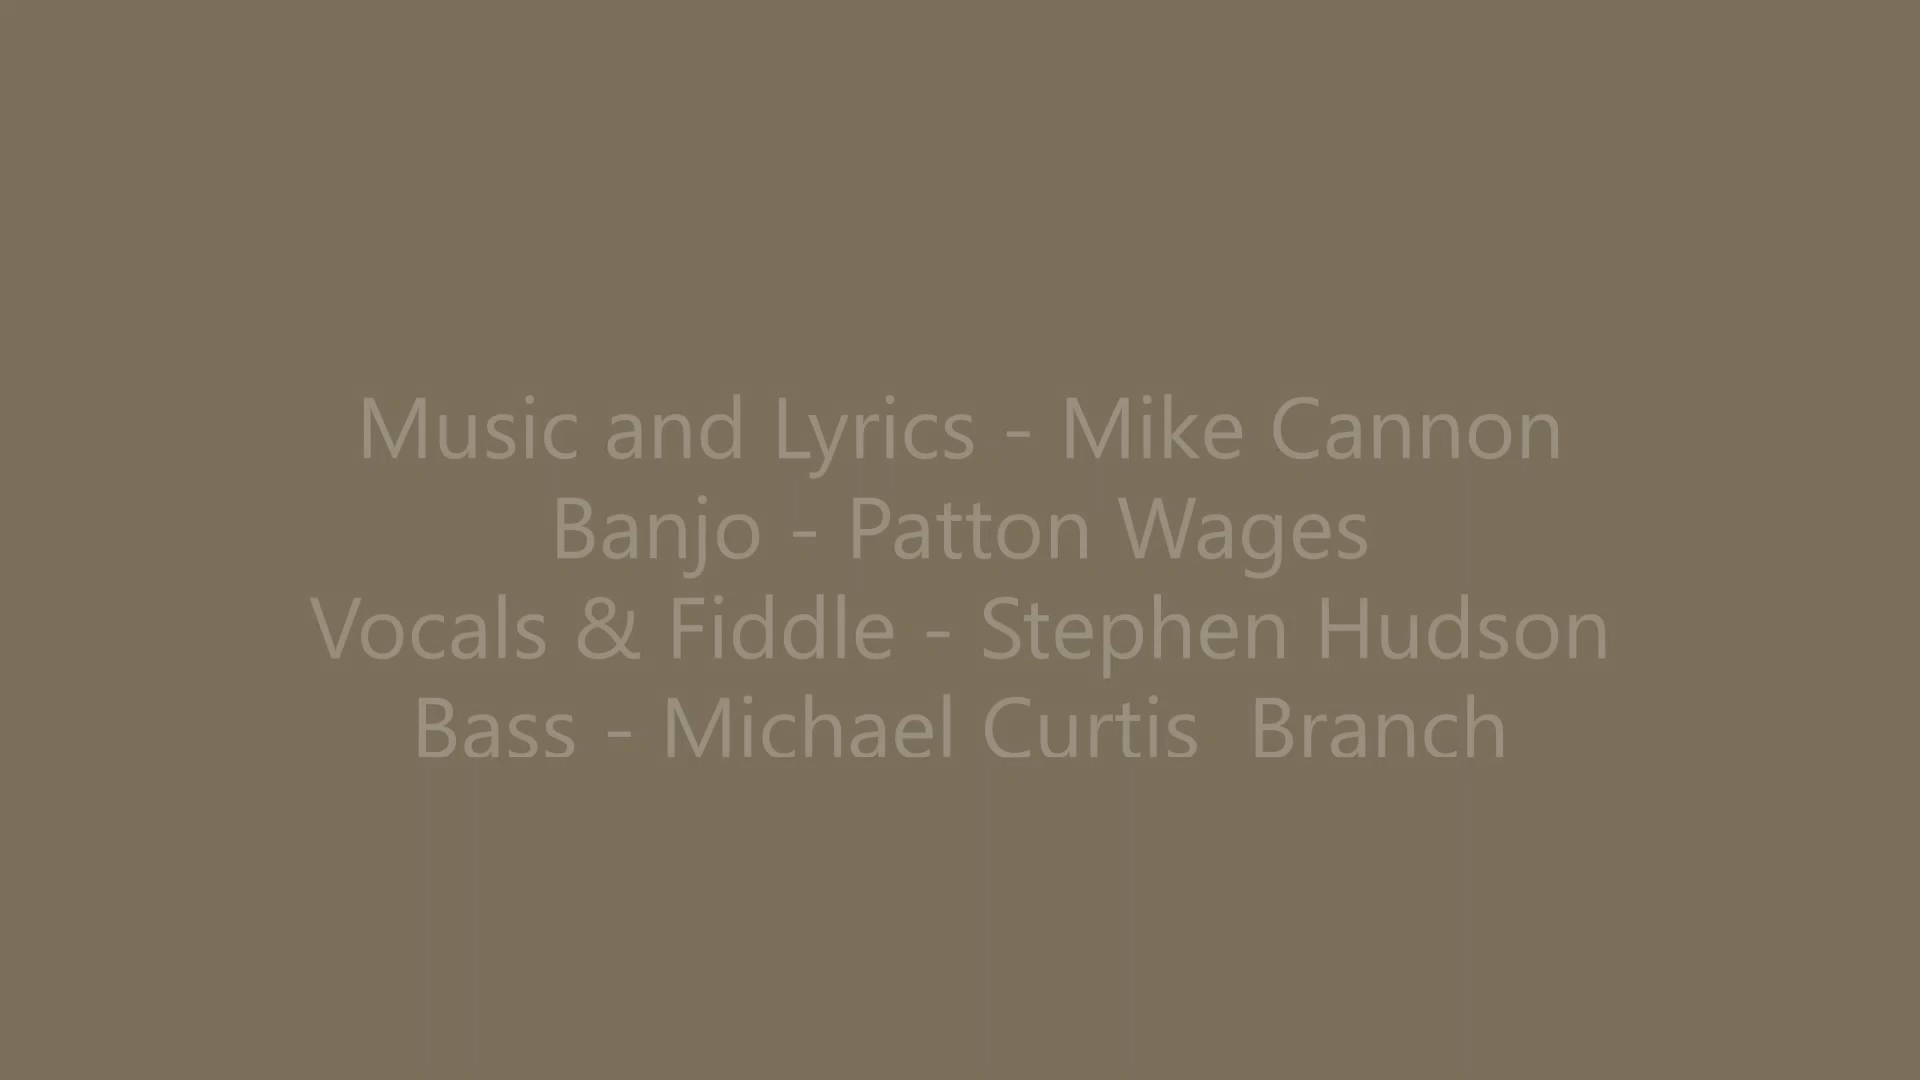 Music and Lyrics - Mike Cannon
Banjo - Patton Wages
Vocals & Fiddle - Stephen Hudson
Bass - Michael Curtis  Branch